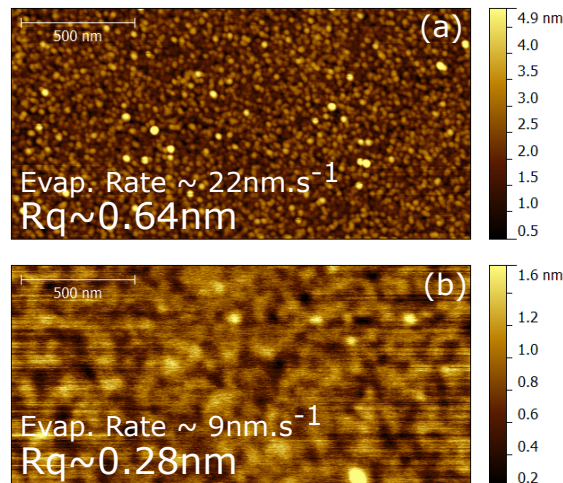 500 nm
(a)
Evap. Rate ~ 22nm.s⁻¹
Rq~0.64nm
4.9 nm
4.0
3.5
3.0
2.5
2.0
1.5
1.0
0.5
500 nm
(b)
Evap. Rate ~ 9nm.s⁻¹
Rq~0.28nm
1.6 nm
1.2
1.0
0.8
0.6
0.4
0.2